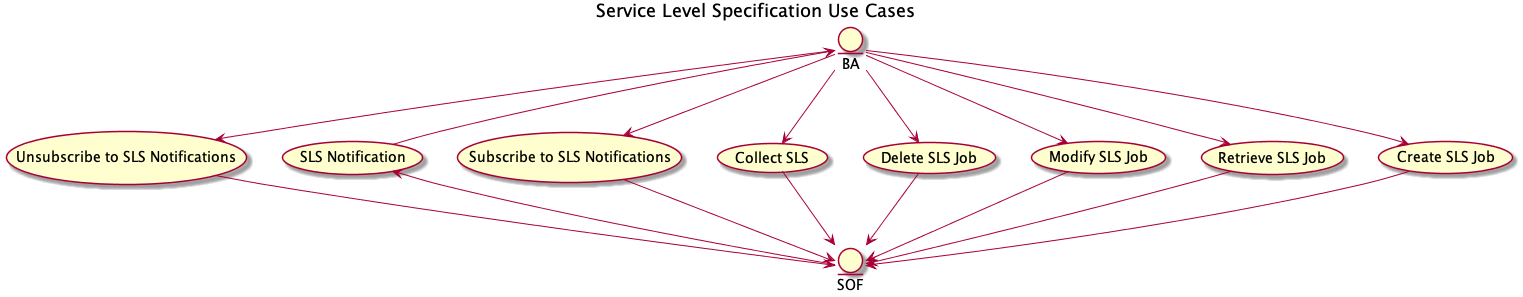 Service Level Specification Use Cases
BA
Unsubscribe to SLS Notifications
SLS Notification
Subscribe to SLS Notifications
Collect SLS
Delete SLS Job
Modify SLS Job
Retrieve SLS Job
Create SLS Job
SOF